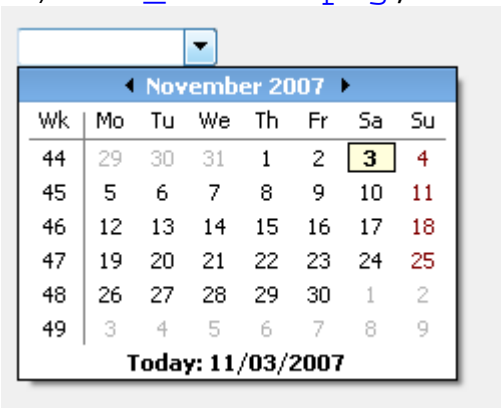 November 2007
Wk Mo Tu We Th Fr Sa Su
44 29 30 31 1 2 3 4
45 5 6 7 8 9 10 11
46 12 13 14 15 16 17 18
47 19 20 21 22 23 24 25
48 26 27 28 29 30 1 2
49 3 4 5 6 7 8 9
Today: 11/03/2007